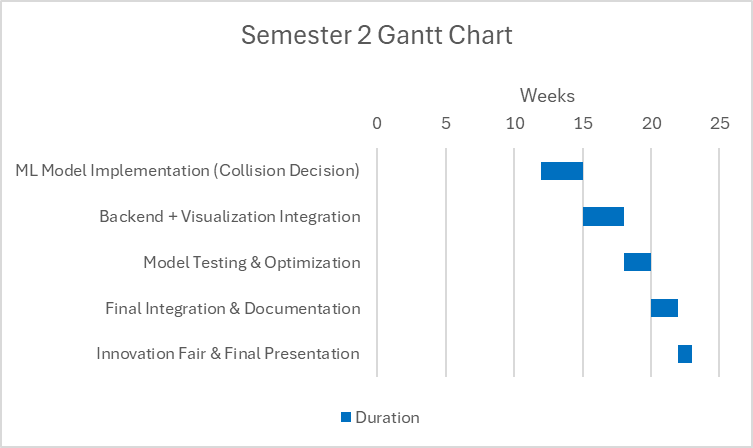 Semester 2 Gantt Chart
Weeks
0 5 10 15 20 25
ML Model Implementation (Collision Decision)
Backend + Visualization Integration
Model Testing & Optimization
Final Integration & Documentation
Innovation Fair & Final Presentation
Duration